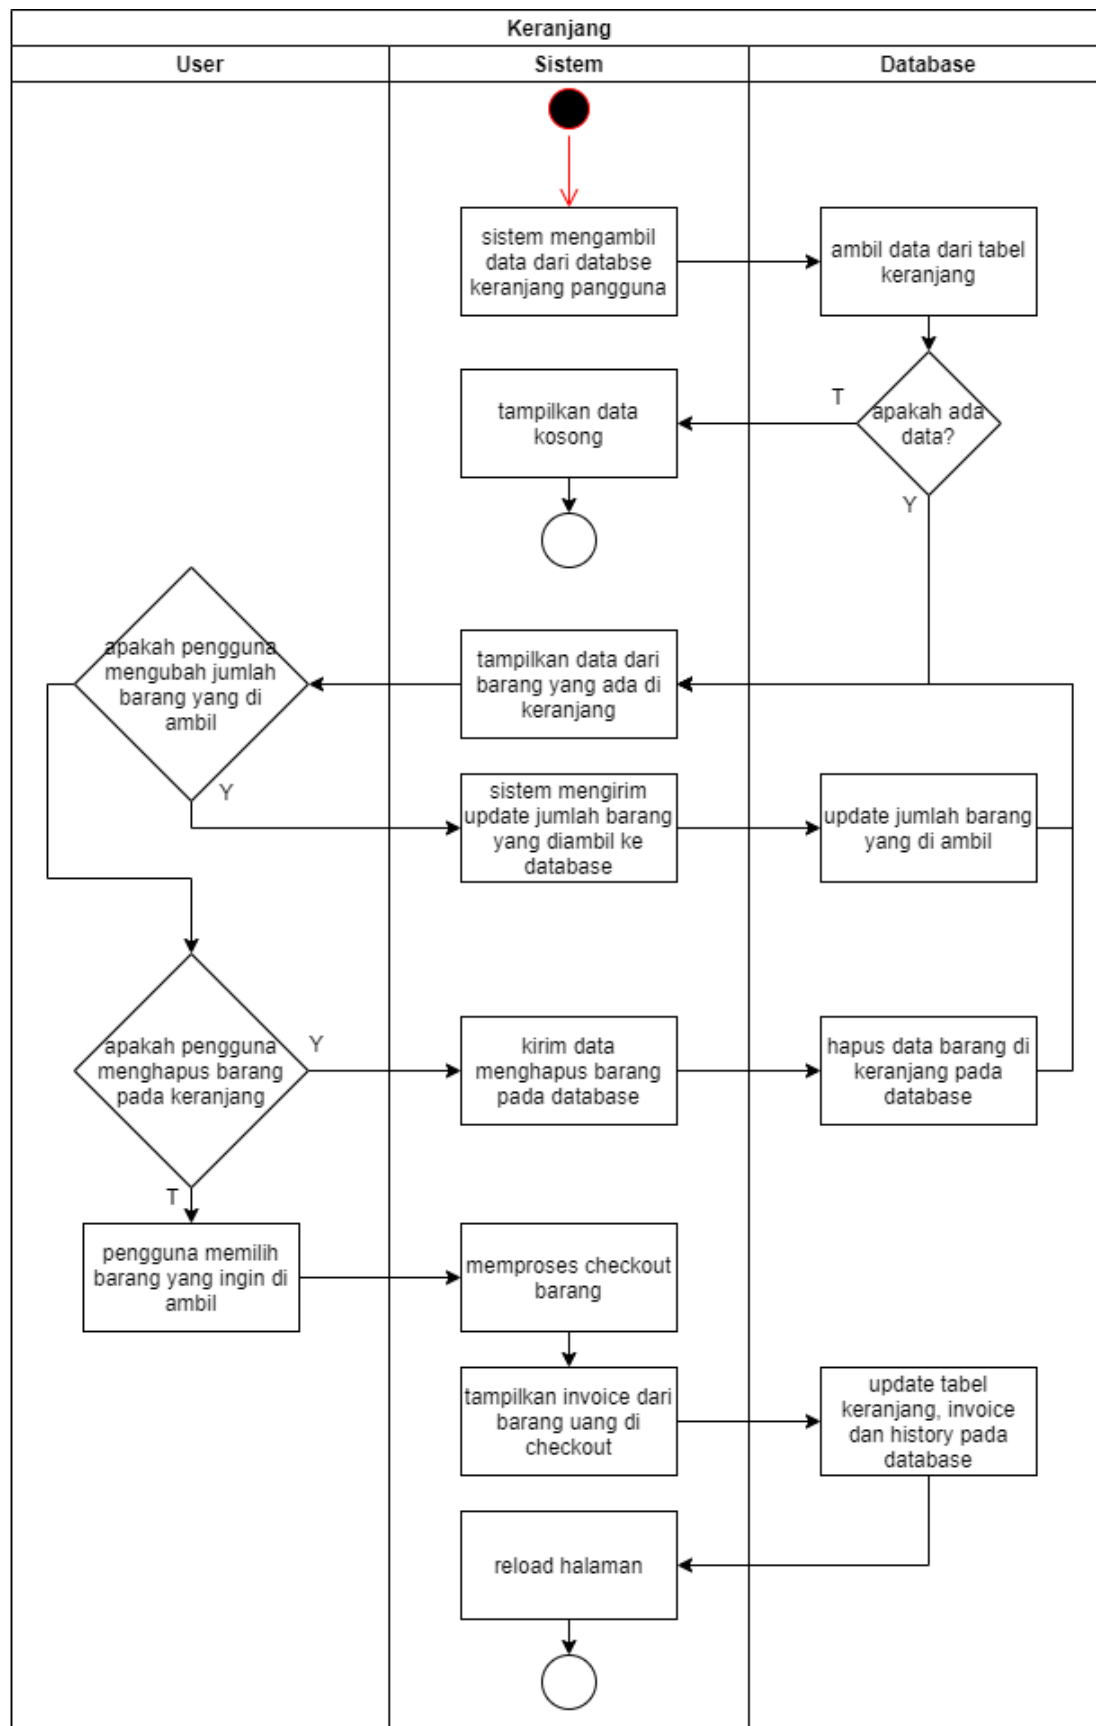 Keranjang
User
Sistem
Database
sistem mengambil
data dari databse
keranjang pangguna
ambil data dari tabel
keranjang
tampilkan data
kosong
T
apakah ada
data?
Y
apakah pengguna
mengubah jumlah
barang yang di
ambil
tampilkan data dari
barang yang ada di
keranjang
Y
sistem mengirim
update jumlah barang
yang diambil ke
database
update jumlah barang
yang di ambil
apakah pengguna
menghapus barang
pada keranjang
Y
kirim data
menghapus barang
pada database
hapus data barang di
keranjang pada
database
T
pengguna memilih
barang yang ingin di
ambil
memproses checkout
barang
tampilkan invoice dari
barang uang di
checkout
update tabel
keranjang, invoice
dan history pada
database
reload halaman